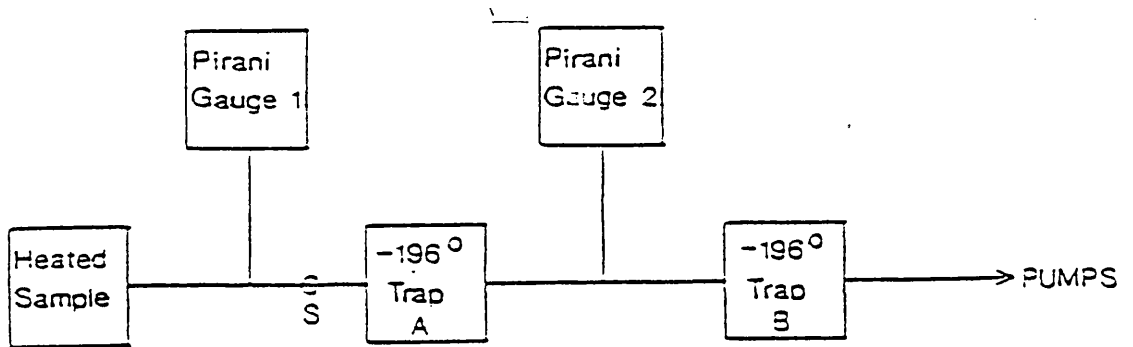 Pirani
Gauge 1
Pirani
Gauge 2
Heated
Sample
S
-196°
Trap
A
-196°
Trap
B
PUMPS